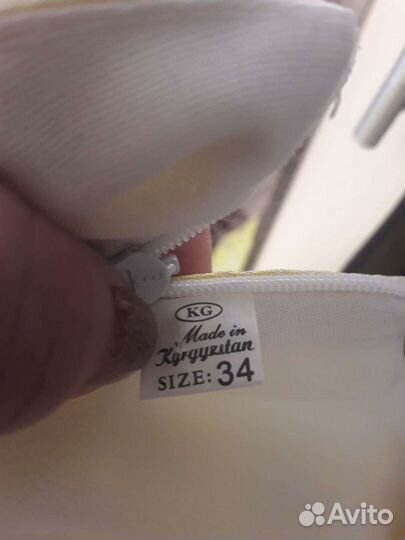 KG
Made in
Kyrgyzstan
SIZE: 34
Avito